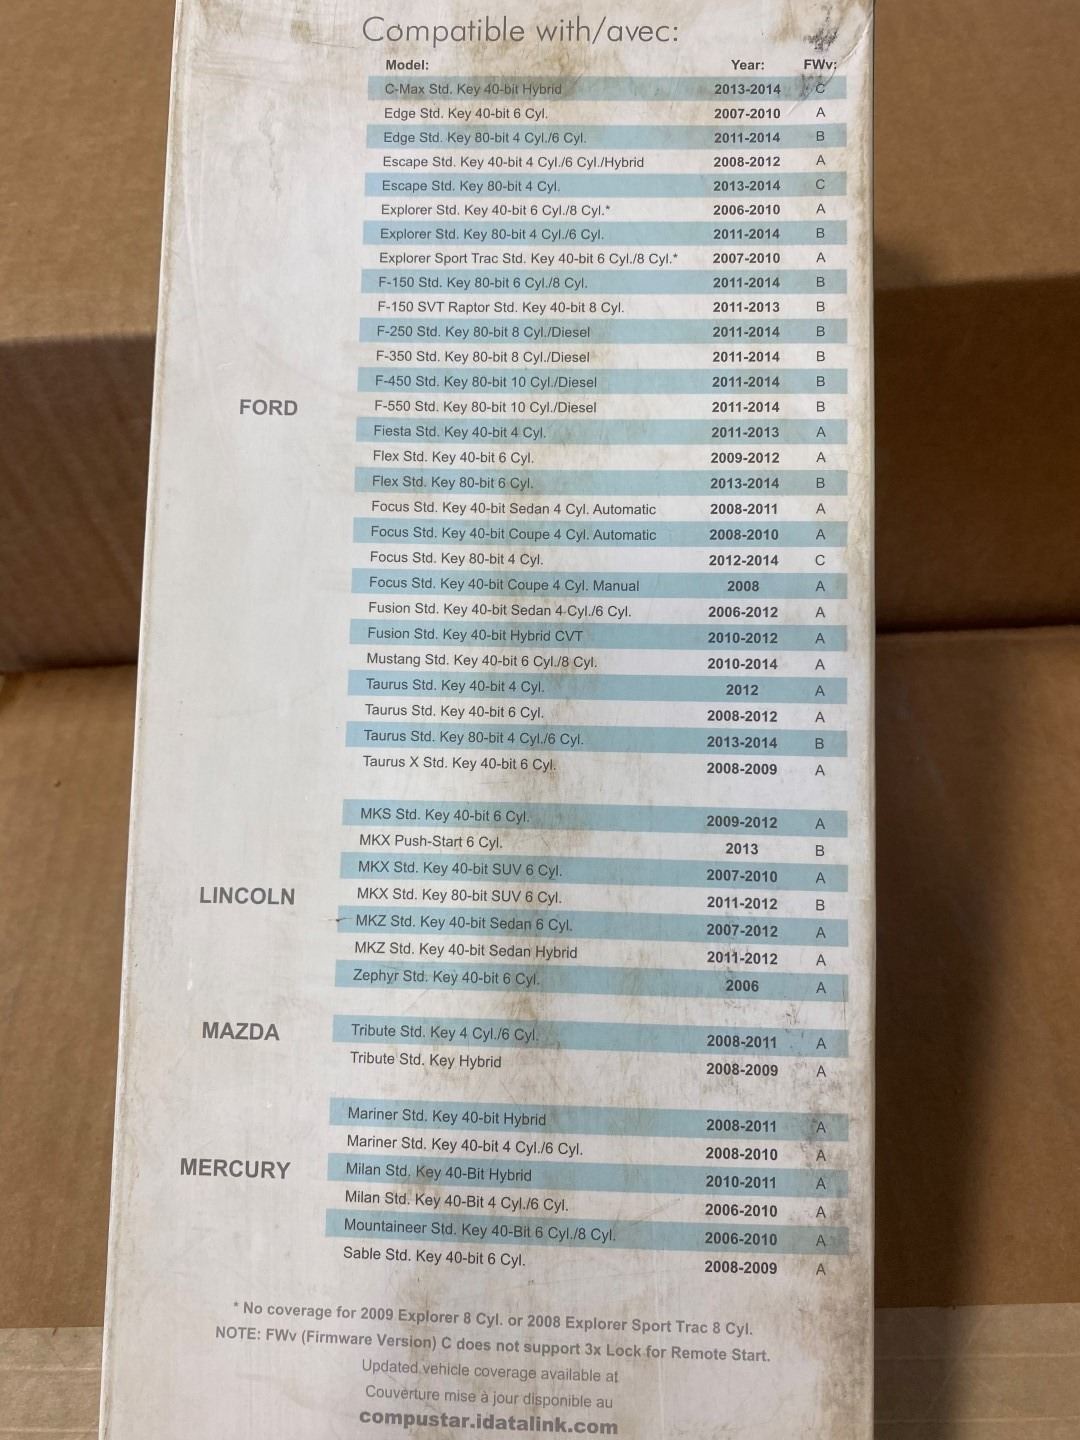 Compatible with/avec:
Model: Year: FWv:
FORD
C-Max Std. Key 40-bit Hybrid 2013-2014 C
Edge Std. Key 40-bit 6 Cyl. 2007-2010 A
Edge Std. Key 80-bit 4 Cyl./6 Cyl. 2011-2014 B
Escape Std. Key 40-bit 4 Cyl./6 Cyl./Hybrid 2008-2012 A
Escape Std. Key 80-bit 4 Cyl. 2013-2014 C
Explorer Std. Key 40-bit 6 Cyl./8 Cyl.* 2006-2010 A
Explorer Std. Key 80-bit 4 Cyl./6 Cyl. 2011-2014 B
Explorer Sport Trac Std. Key 40-bit 6 Cyl./8 Cyl.* 2007-2010 A
F-150 Std. Key 80-bit 6 Cyl./8 Cyl. 2011-2014 B
F-150 SVT Raptor Std. Key 40-bit 8 Cyl. 2011-2013 B
F-250 Std. Key 80-bit 8 Cyl./Diesel 2011-2014 B
F-350 Std. Key 80-bit 8 Cyl./Diesel 2011-2014 B
F-450 Std. Key 80-bit 10 Cyl./Diesel 2011-2014 B
F-550 Std. Key 80-bit 10 Cyl./Diesel 2011-2014 B
Fiesta Std. Key 40-bit 4 Cyl. 2011-2013 A
Flex Std. Key 40-bit 6 Cyl. 2009-2012 A
Flex Std. Key 80-bit 6 Cyl. 2013-2014 B
Focus Std. Key 40-bit Sedan 4 Cyl. Automatic 2008-2011 A
Focus Std. Key 40-bit Coupe 4 Cyl. Automatic 2008-2010 A
Focus Std. Key 80-bit 4 Cyl. 2012-2014 C
Focus Std. Key 40-bit Coupe 4 Cyl. Manual 2008 A
Fusion Std. Key 40-bit Sedan 4 Cyl./6 Cyl. 2006-2012 A
Fusion Std. Key 40-bit Hybrid CVT 2010-2012 A
Mustang Std. Key 40-bit 6 Cyl./8 Cyl. 2010-2014 A
Taurus Std. Key 40-bit 4 Cyl. 2012 A
Taurus Std. Key 40-bit 6 Cyl. 2008-2012 A
Taurus Std. Key 80-bit 4 Cyl./6 Cyl. 2013-2014 B
Taurus X Std. Key 40-bit 6 Cyl. 2008-2009 A
LINCOLN
MKS Std. Key 40-bit 6 Cyl. 2009-2012 A
MKX Push-Start 6 Cyl. 2013 B
MKX Std. Key 40-bit SUV 6 Cyl. 2007-2010 A
MKX Std. Key 80-bit SUV 6 Cyl. 2011-2012 B
MKZ Std. Key 40-bit Sedan 6 Cyl. 2007-2012 A
MKZ Std. Key 40-bit Sedan Hybrid 2011-2012 A
Zephyr Std. Key 40-bit 6 Cyl. 2006 A
MAZDA
Tribute Std. Key 4 Cyl./6 Cyl. 2008-2011 A
Tribute Std. Key Hybrid 2008-2009 A
MERCURY
Mariner Std. Key 40-bit Hybrid 2008-2011 A
Mariner Std. Key 40-bit 4 Cyl./6 Cyl. 2008-2010 A
Milan Std. Key 40-Bit Hybrid 2010-2011 A
Milan Std. Key 40-Bit 4 Cyl./6 Cyl. 2006-2010 A
Mountaineer Std. Key 40-Bit 6 Cyl./8 Cyl. 2006-2010 A
Sable Std. Key 40-bit 6 Cyl. 2008-2009 A
* No coverage for 2009 Explorer 8 Cyl. or 2008 Explorer Sport Trac 8 Cyl.
NOTE: FWv (Firmware Version) C does not support 3x Lock for Remote Start.
Updated vehicle coverage available at
Couverture mise à jour disponible au
compustar.idatalink.com